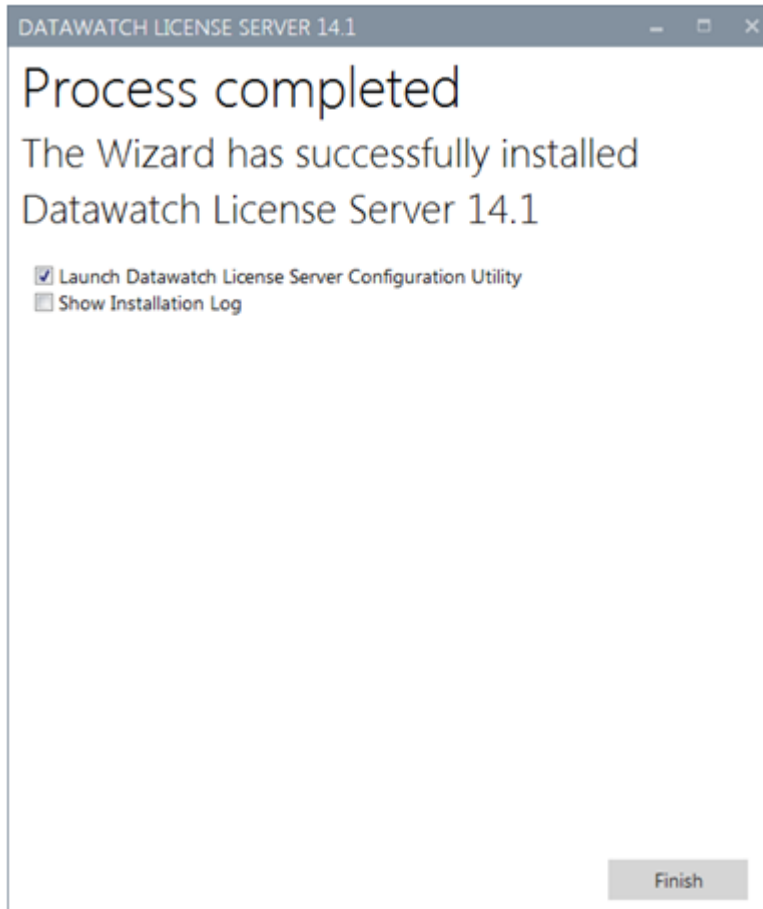 DATAWATCH LICENSE SERVER 14.1
Process completed
The Wizard has successfully installed
Datawatch License Server 14.1
Launch Datawatch License Server Configuration Utility
Show Installation Log
Finish